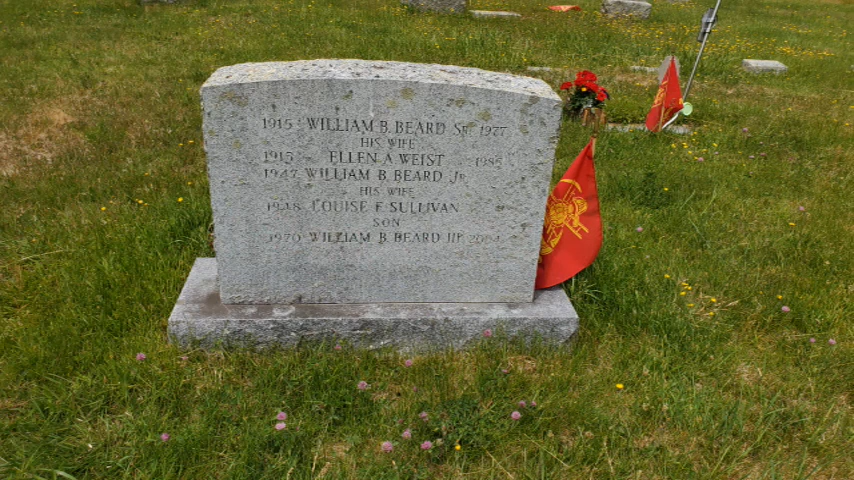 1915 WILLIAM B. BEARD SR. 1977
HIS WIFE
1915 ELLEN A. WEIST 1985
1947 WILLIAM B. BEARD JR.
HIS WIFE
1948 LOUISE E. SULLIVAN
SON
1970 WILLIAM B. BEARD III